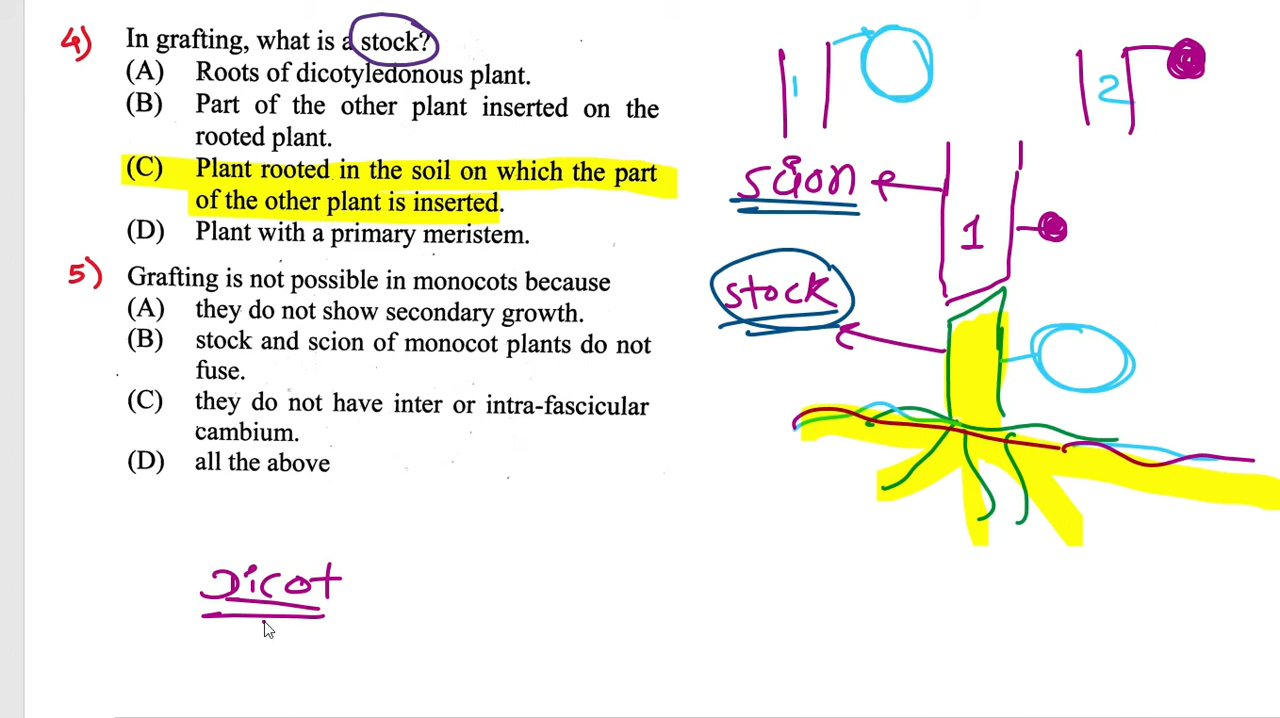 4) In grafting, what is a stock?
(A) Roots of dicotyledonous plant.
(B) Part of the other plant inserted on the
rooted plant.
(C) Plant rooted in the soil on which the part
of the other plant is inserted.
(D) Plant with a primary meristem.
5) Grafting is not possible in monocots because
(A) they do not show secondary growth.
(B) stock and scion of monocot plants do not
fuse.
(C) they do not have inter or intra-fascicular
cambium.
(D) all the above
Dicot
1
2
scion
1
stock